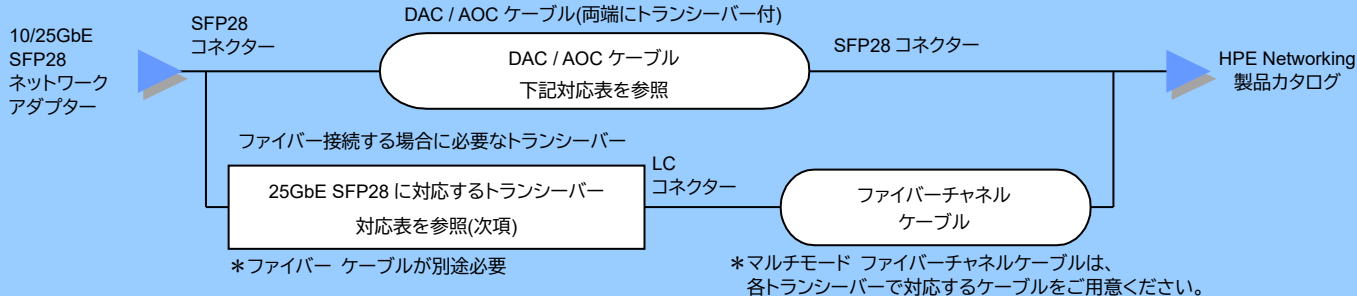 10/25GbE
SFP28
ネットワーク
アダプター
SFP28
コネクター
DAC / AOC ケーブル(両端にトランシーバー付)
DAC / AOC ケーブル
下記対応表を参照
SFP28 コネクター
HPE Networking
製品カタログ
ファイバー接続する場合に必要なトランシーバー
25GbE SFP28 に対応するトランシーバー
対応表を参照(次項)
LC
コネクター
ファイバーチャネル
ケーブル
＊ファイバー ケーブルが別途必要
＊マルチモード ファイバーチャネルケーブルは、
各トランシーバーで対応するケーブルをご用意ください。